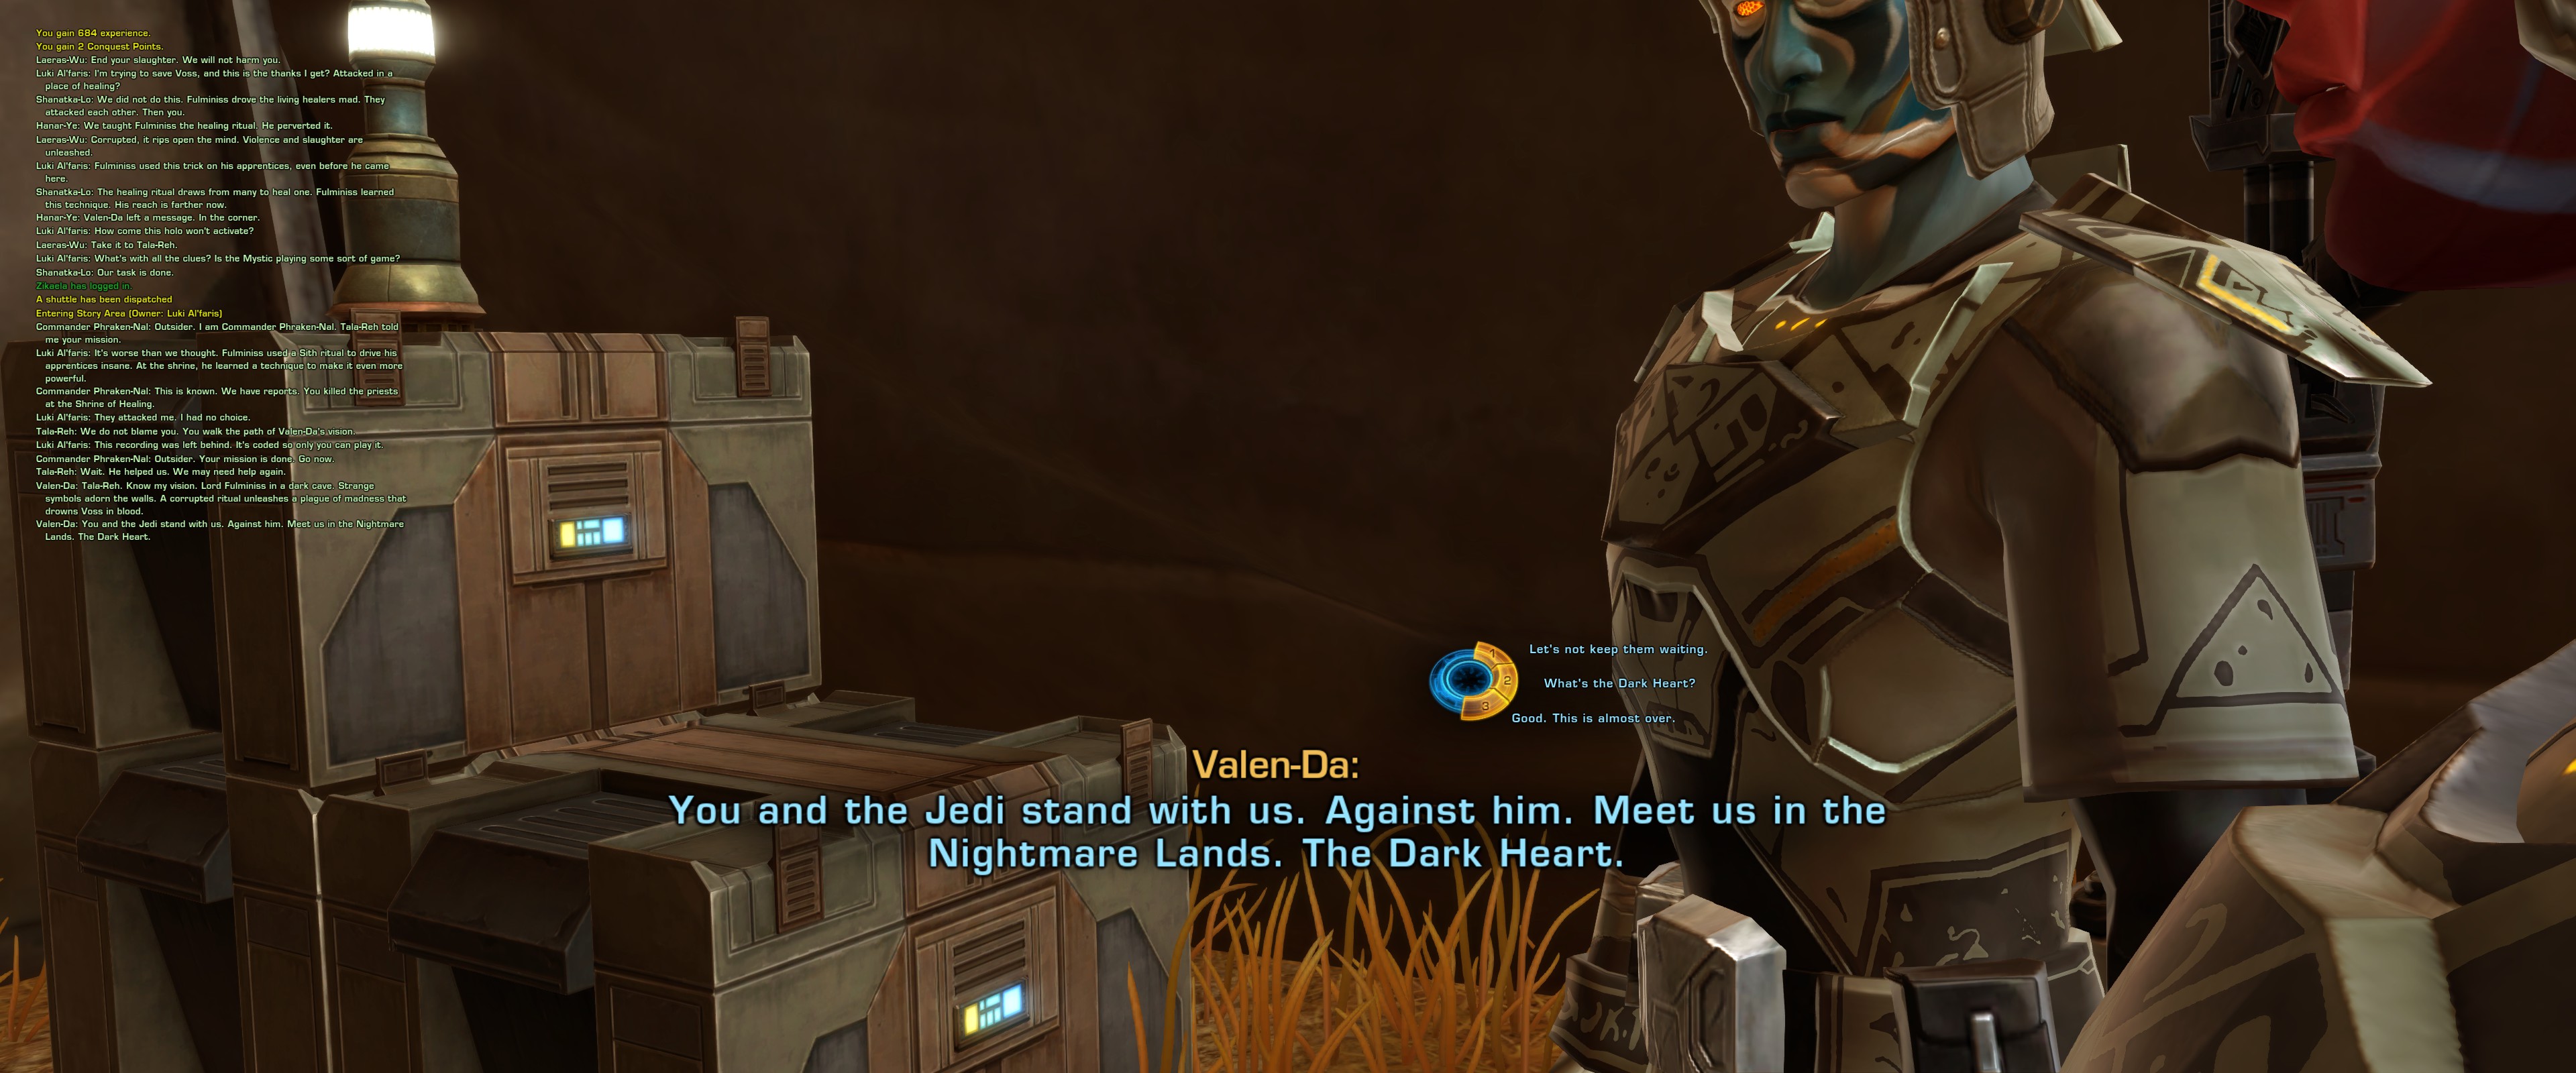 You gain 684 experience.
You gain 2 Conquest Points.
Laeras-Wu: End your slaughter. We will not harm you.
Luki Al'faris: I'm trying to save Voss, and this is the thanks I get? Attacked in a
place of healing?
Shanatka-Lo: We did not do this. Fulminiss drove the living healers mad. They
attacked each other. Then you.
Hanar-Ye: We taught Fulminiss the healing ritual. He perverted it.
Laeras-Wu: Corrupted, it rips open the mind. Violence and slaughter are
unleashed.
Luki Al'faris: Fulminiss used this trick on his apprentices, even before he came
here.
Shanatka-Lo: The healing ritual draws from many to heal one. Fulminiss learned
this technique. His reach is farther now.
Hanar-Ye: Valen-Da left a message. In the corner.
Luki Al'faris: How come this holo won't activate?
Laeras-Wu: Take it to Tala-Reh.
Luki Al'faris: What's with all the clues? Is the Mystic playing some sort of game?
Shanatka-Lo: Our task is done.
Zikaela has logged in.
A shuttle has been dispatched
Entering Story Area (Owner: Luki Al'faris)
Commander Phraken-Nal: Outsider. I am Commander Phraken-Nal. Tala-Reh told
me your mission.
Luki Al'faris: It's worse than we thought. Fulminiss used a Sith ritual to drive his
apprentices insane. At the shrine, he learned a technique to make it even more
powerful.
Commander Phraken-Nal: This is known. We have reports. You killed the priests
at the Shrine of Healing.
Luki Al'faris: They attacked me. I had no choice.
Tala-Reh: We do not blame you. You walk the path of Valen-Da's vision.
Luki Al'faris: This recording was left behind. It's coded so only you can play it.
Commander Phraken-Nal: Outsider. Your mission is done. Go now.
Tala-Reh: Wait. He helped us. We may need help again.
Valen-Da: Tala-Reh. Know my vision. Lord Fulminiss in a dark cave. Strange
symbols adorn the walls. A corrupted ritual unleashes a plague of madness that
drowns Voss in blood.
Valen-Da: You and the Jedi stand with us. Against him. Meet us in the Nightmare
Lands. The Dark Heart.
1 Let's not keep them waiting.
2 What's the Dark Heart?
3 Good. This is almost over.
Valen-Da:
You and the Jedi stand with us. Against him. Meet us in the
Nightmare Lands. The Dark Heart.